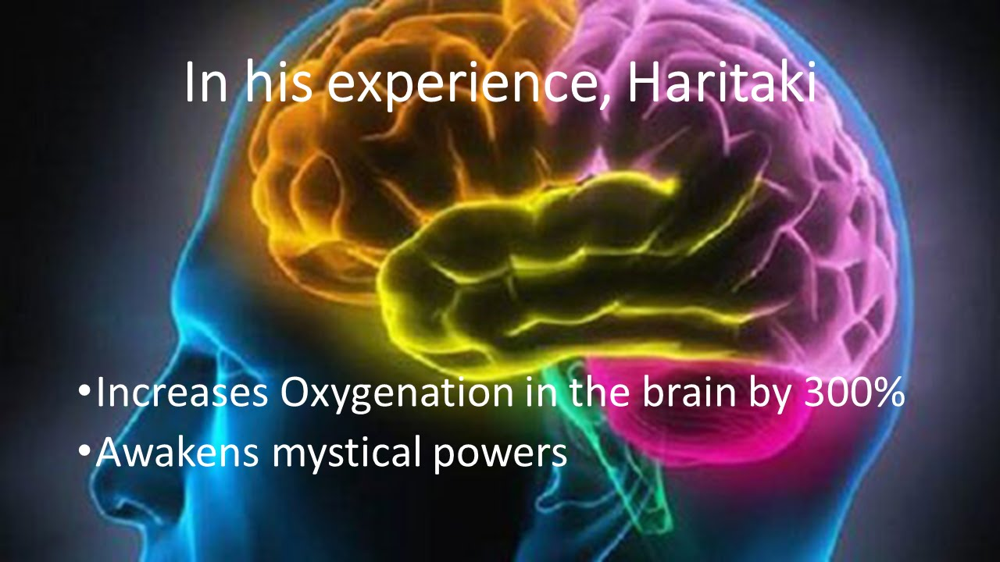 In his experience, Haritaki
•Increases Oxygenation in the brain by 300%
•Awakens mystical powers